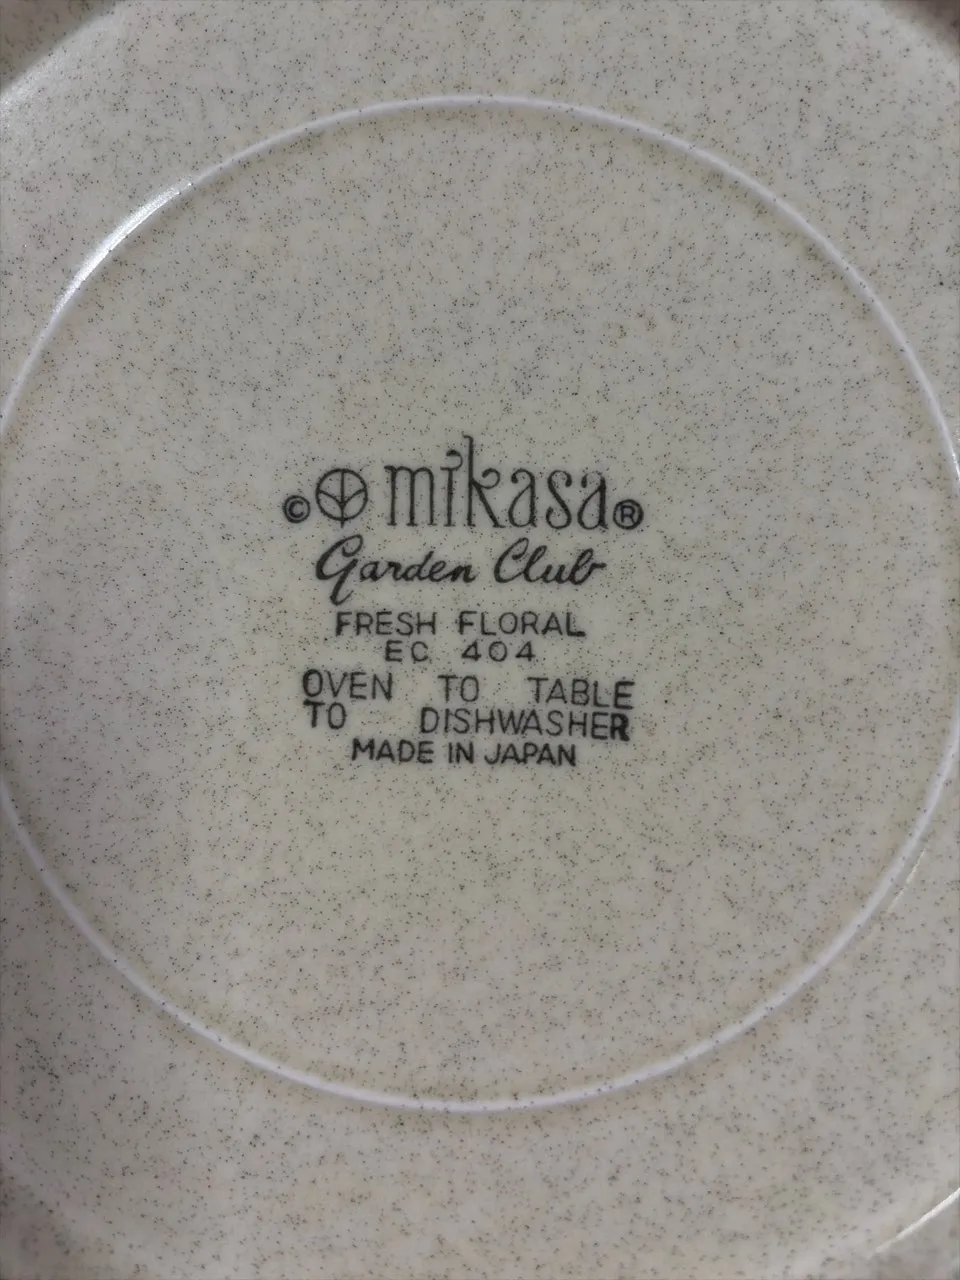 © mikasa®
Garden Club
FRESH FLORAL
EC 404
OVEN TO TABLE
TO DISHWASHER
MADE IN JAPAN